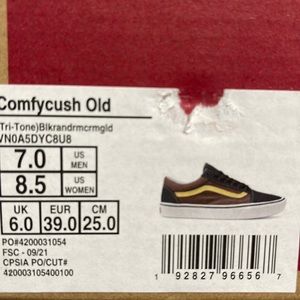 Comfycush Old
(Tri-Tone)Blkrandrmcrmgld
VN0A5DYC8U8
7.0 US MEN
8.5 US WOMEN
UK EUR CM
6.0 39.0 25.0
PO#4200031054
FSC - 09/21
CPSIA PO/CUT#
420003105400100
1 92827 96656 7